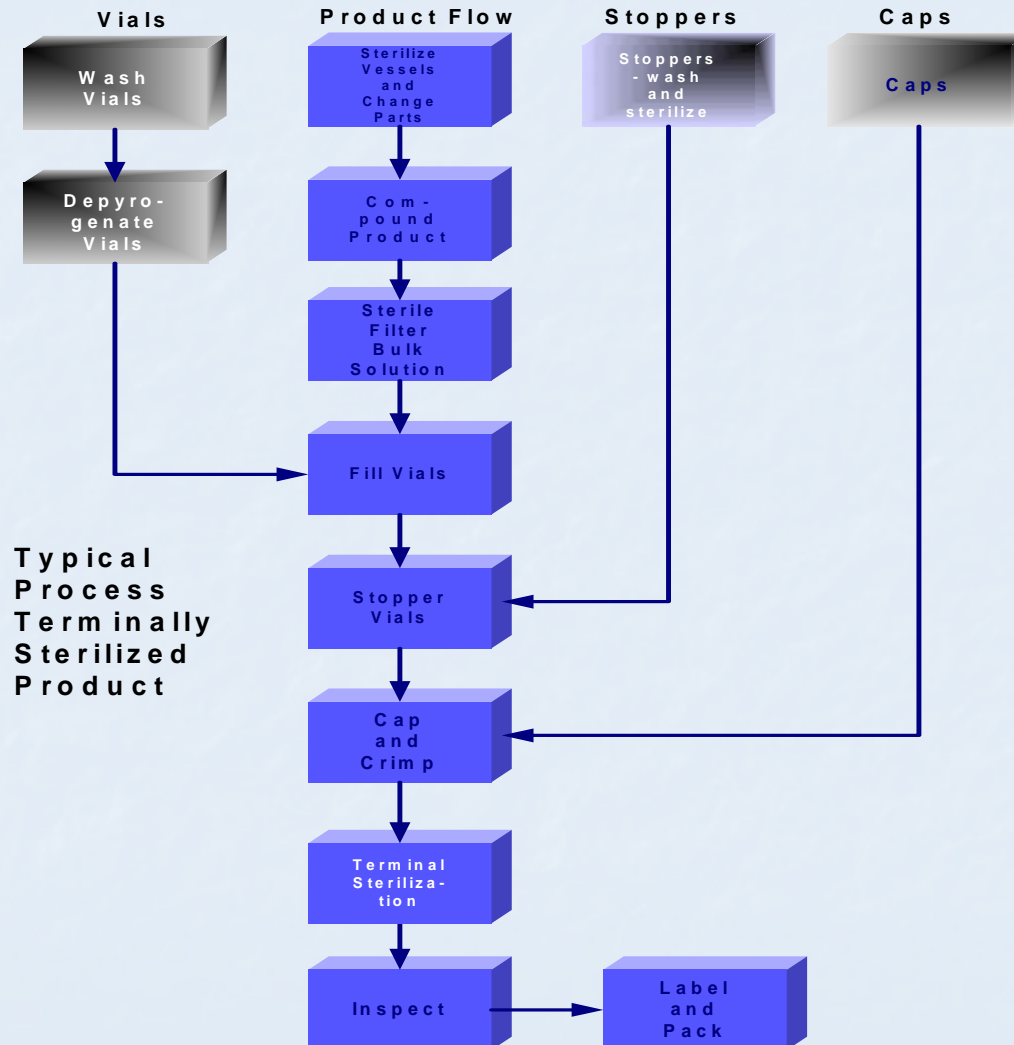 Vials
Product Flow
Stoppers
Caps
Wash
Vials
Sterilize
Vessels
and
Change
Parts
Stoppers
- wash
and
sterilize
Caps
Depyro-
genate
Vials
Com-
pound
Product
Sterile
Filter
Bulk
Solution
Fill Vials
Typical
Process
Terminally
Sterilized
Product
Stopper
Vials
Cap
and
Crimp
Terminal
Steriliza-
tion
Inspect
Label
and
Pack